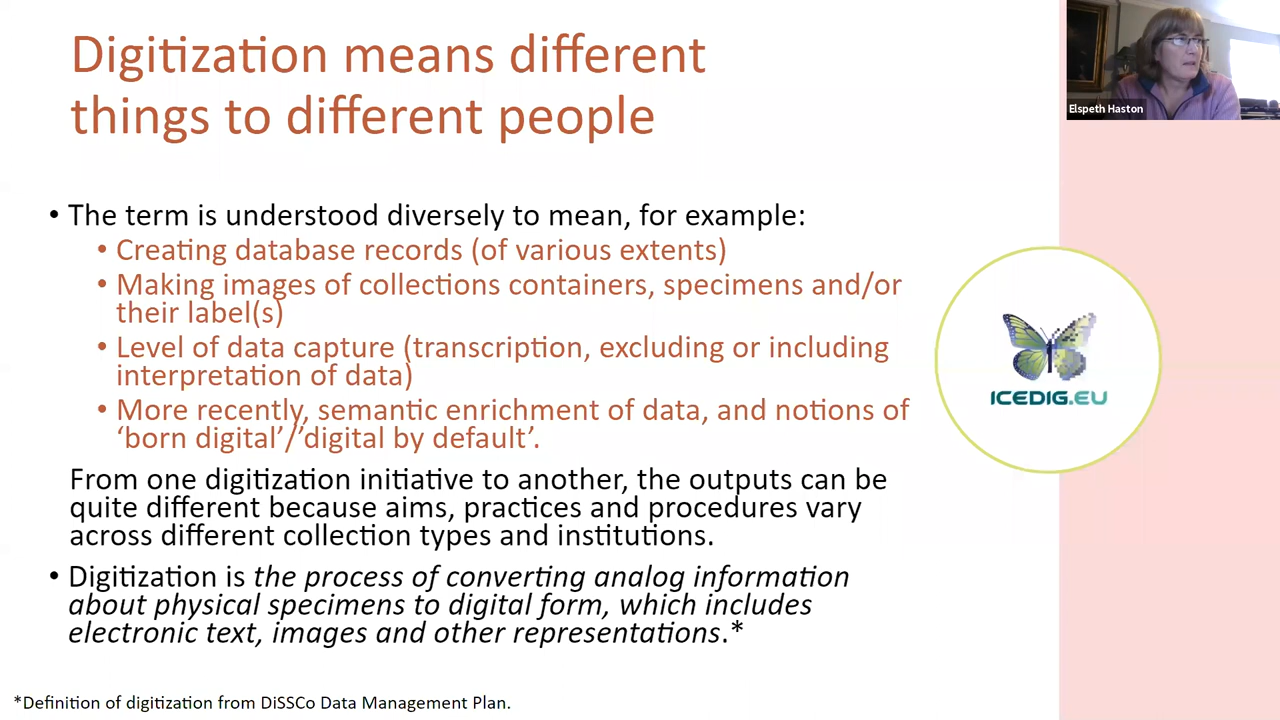 Digitization means different
things to different people
Elspeth Haston
• The term is understood diversely to mean, for example:
• Creating database records (of various extents)
• Making images of collections containers, specimens and/or
their label(s)
• Level of data capture (transcription, excluding or including
interpretation of data)
• More recently, semantic enrichment of data, and notions of
‘born digital’/’digital by default’.
From one digitization initiative to another, the outputs can be
quite different because aims, practices and procedures vary
across different collection types and institutions.
• Digitization is the process of converting analog information
about physical specimens to digital form, which includes
electronic text, images and other representations.*
ICEDIG.EU
*Definition of digitization from DiSSCo Data Management Plan.